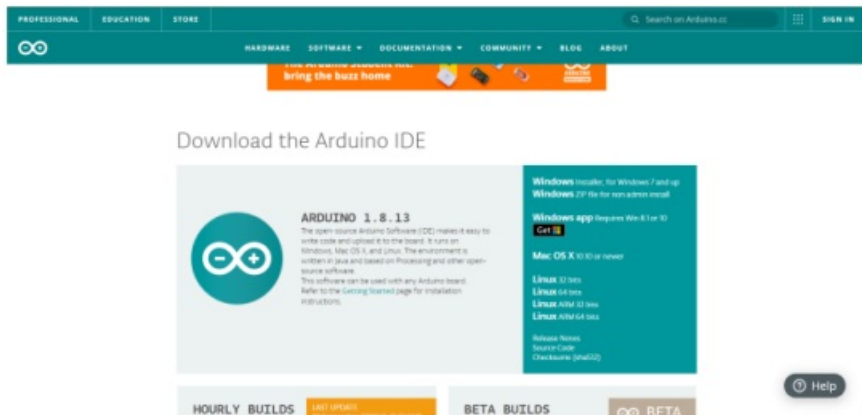 PROFESSIONAL
EDUCATION
STORE
Search on Arduino.cc
SIGN IN
HARDWARE
SOFTWARE
DOCUMENTATION
COMMUNITY
BLOG
ABOUT
bring the buzz home
Download the Arduino IDE
ARDUINO 1.8.13
The open-source Arduino Software (IDE) makes it easy to
write code and upload it to the board. It runs on
Windows, Mac OS X, and Linux. The environment is
written in Java and based on Processing and other open-
source software.
This software can be used with any Arduino board.
Refer to the Getting Started page for Installation
instructions.
Windows Installer, for Windows 7 and up
Windows ZIP file for non admin install
Windows app Requires Win 8.1 or 10
Get
Mac OS X 10.10 or newer
Linux 32 bits
Linux 64 bits
Linux ARM 32 bits
Linux ARM 64 bits
Release Notes
Source Code
Checksums (sha512)
Help
HOURLY BUILDS
LAST UPDATE
BETA BUILDS
BETA